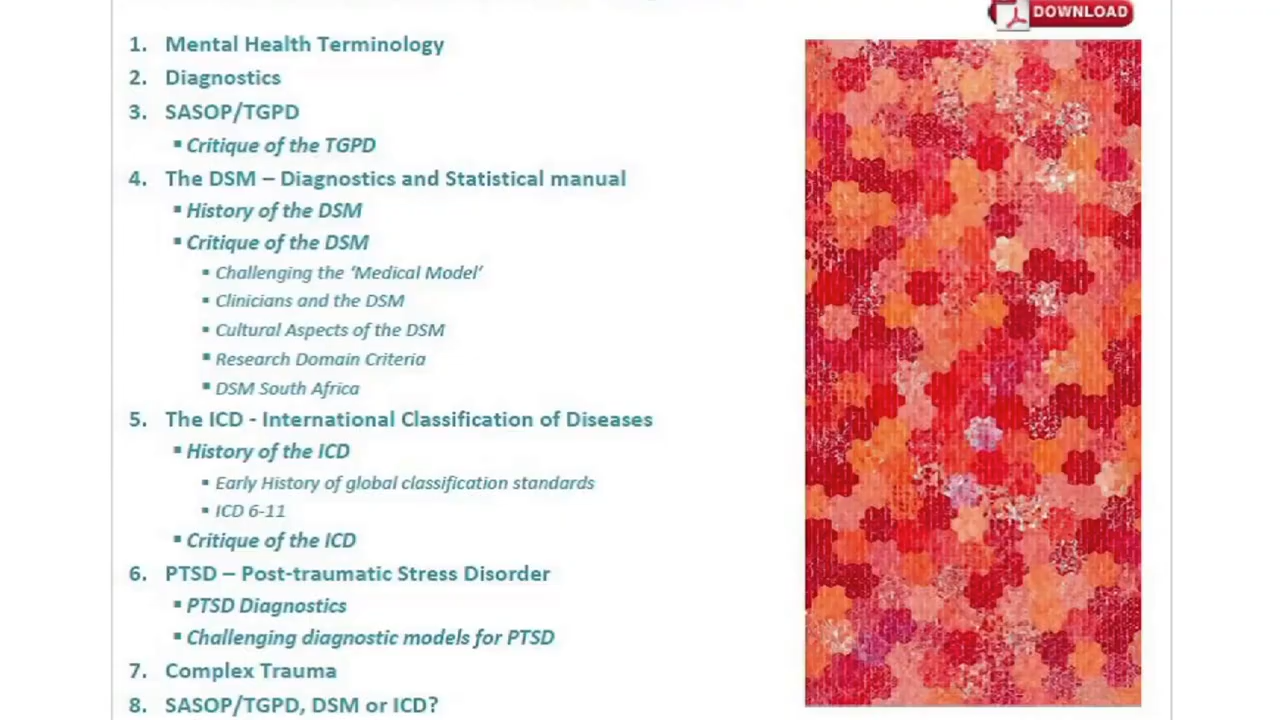 DOWNLOAD
1. Mental Health Terminology
2. Diagnostics
3. SASOP/TGPD
▪ Critique of the TGPD
4. The DSM – Diagnostics and Statistical manual
▪ History of the DSM
▪ Critique of the DSM
▪ Challenging the ‘Medical Model’
▪ Clinicians and the DSM
▪ Cultural Aspects of the DSM
▪ Research Domain Criteria
▪ DSM South Africa
5. The ICD - International Classification of Diseases
▪ History of the ICD
▪ Early History of global classification standards
▪ ICD 6-11
▪ Critique of the ICD
6. PTSD – Post-traumatic Stress Disorder
▪ PTSD Diagnostics
▪ Challenging diagnostic models for PTSD
7. Complex Trauma
8. SASOP/TGPD, DSM or ICD?